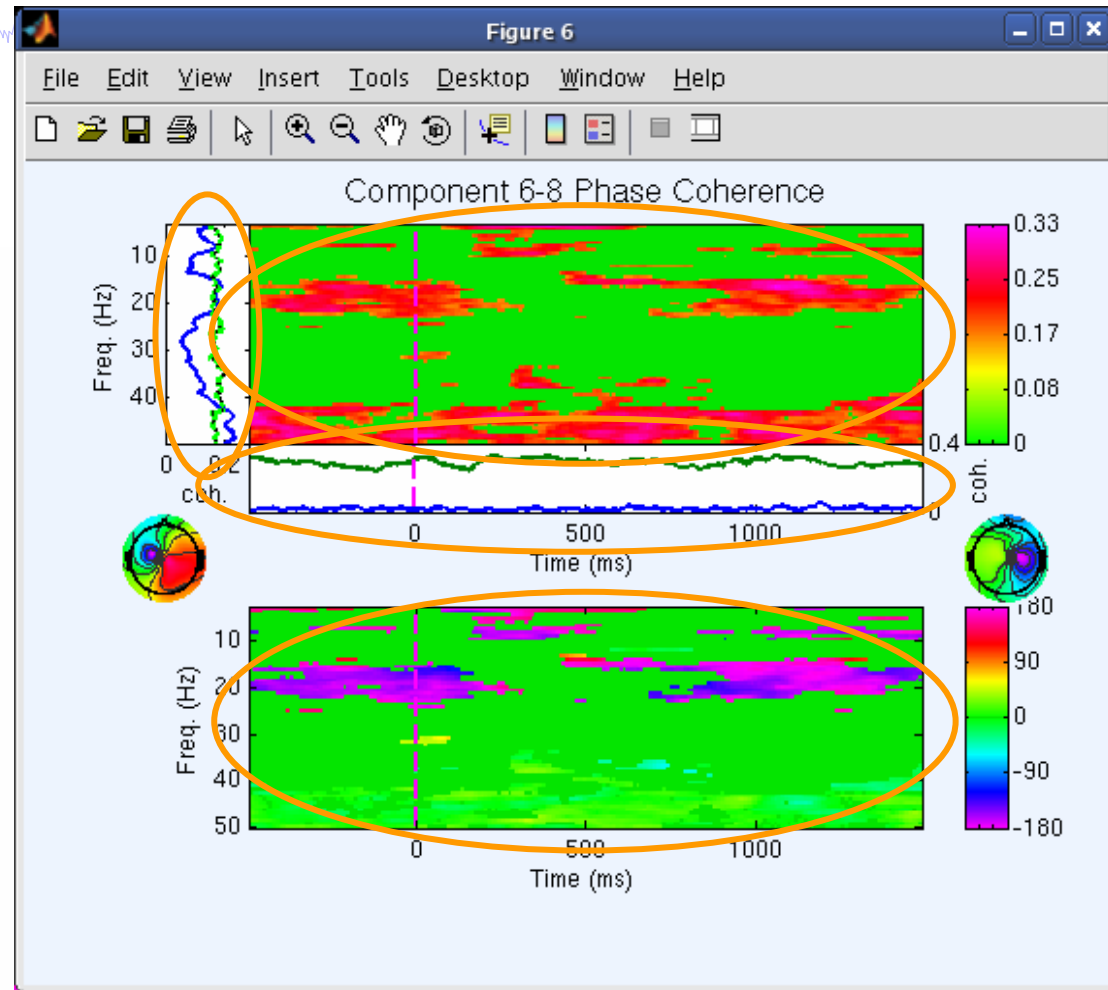 Figure 6
File Edit View Insert Tools Desktop Window Help
Component 6-8 Phase Coherence
10
20
30
40
Freq. (Hz)
0 0.2
coh.
0.33
0.25
0.17
0.08
0
coh.
0.4
0
0 500 1000
Time (ms)
10
20
30
40
50
Freq. (Hz)
0 500 1000
Time (ms)
180
90
0
-90
-180